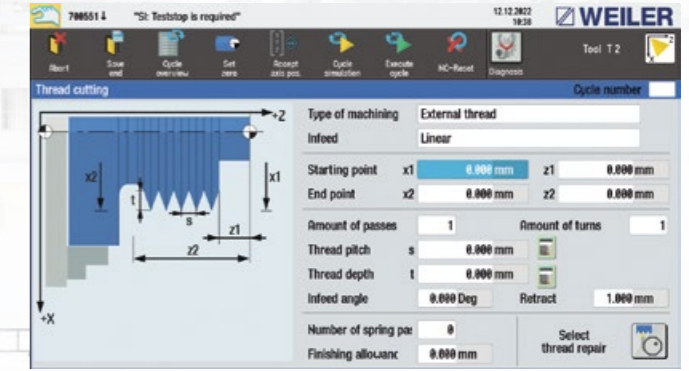 700551↓ "SI: Teststop is required" 12.12.2022 10:38 WEILER
Abort Save end Cycle overview Set zero Accept axis pos. Cycle simulation Execute cycle NC-Reset Diagnosis Tool T 2
Thread cutting Cycle number
+Z Type of machining External thread
Infeed Linear
x2 x1 t s z1 z2 +X
Starting point x1 0.000 mm z1 0.000 mm
End point x2 0.000 mm z2 0.000 mm
Amount of passes 1 Amount of turns 1
Thread pitch s 0.000 mm
Thread depth t 0.000 mm
Infeed angle 0.000 Deg Retract 1.000 mm
Number of spring pas 0 Select
Finishing allowanc 0.000 mm thread repair